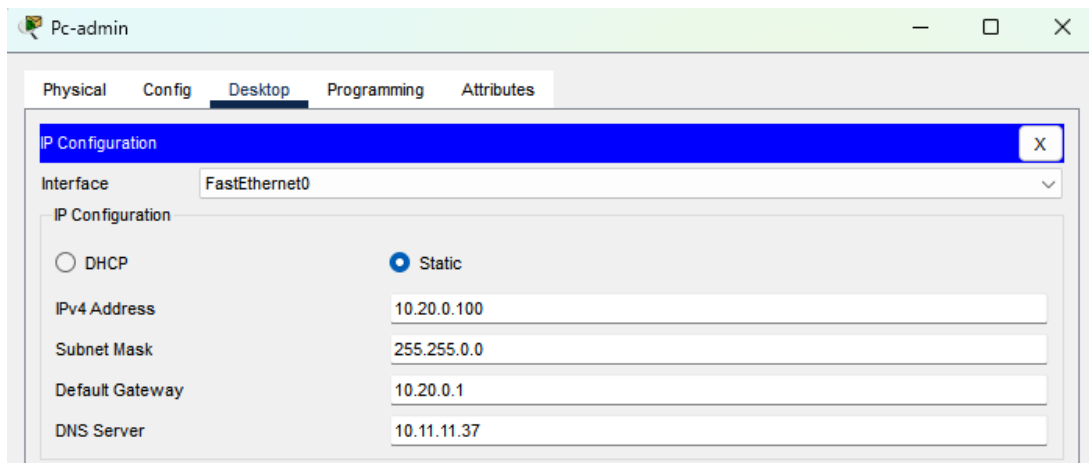 Pc-admin
Physical Config Desktop Programming Attributes
IP Configuration X
Interface FastEthernet0
IP Configuration
DHCP Static
IPv4 Address 10.20.0.100
Subnet Mask 255.255.0.0
Default Gateway 10.20.0.1
DNS Server 10.11.11.37